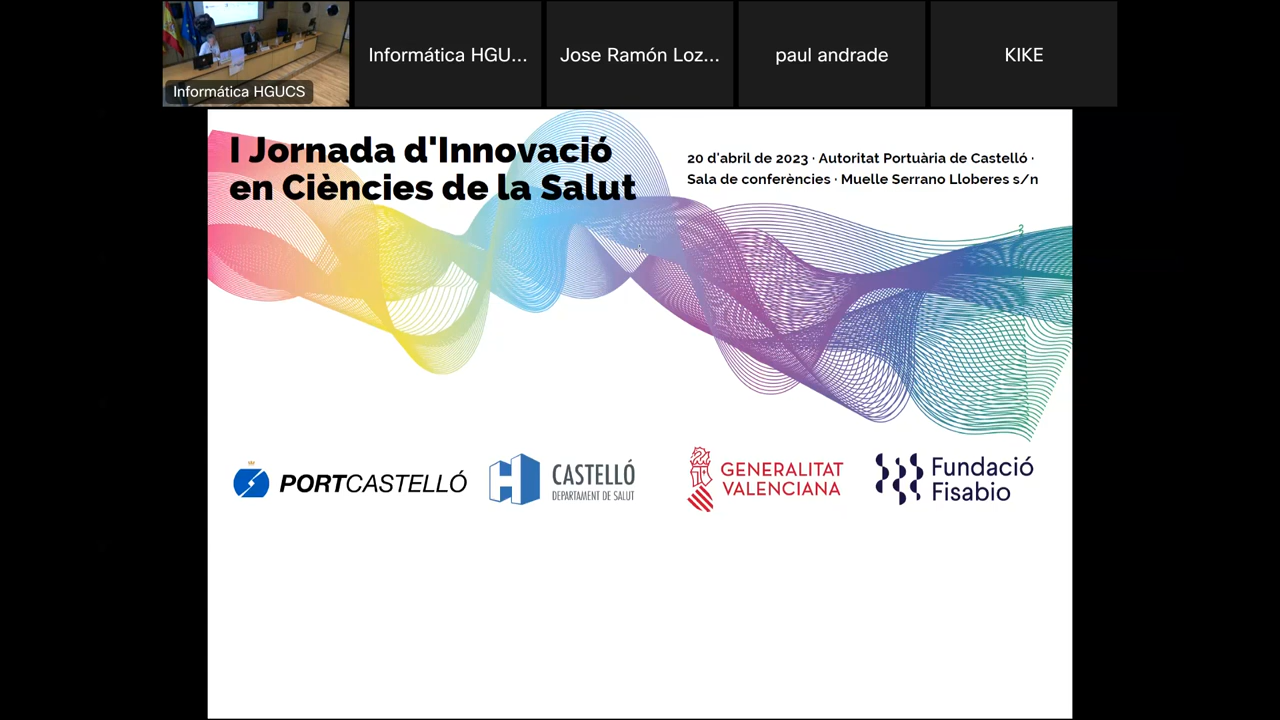 Informática HGUCS
Informática HGU...
Jose Ramón Loz...
paul andrade
KIKE
I Jornada d'Innovació
en Ciències de la Salut
20 d'abril de 2023 · Autoritat Portuària de Castelló ·
Sala de conferències · Muelle Serrano Lloberes s/n
PORTCASTELLÓ
CASTELLÓ
DEPARTAMENT DE SALUT
GENERALITAT
VALENCIANA
Fundació
Fisabio